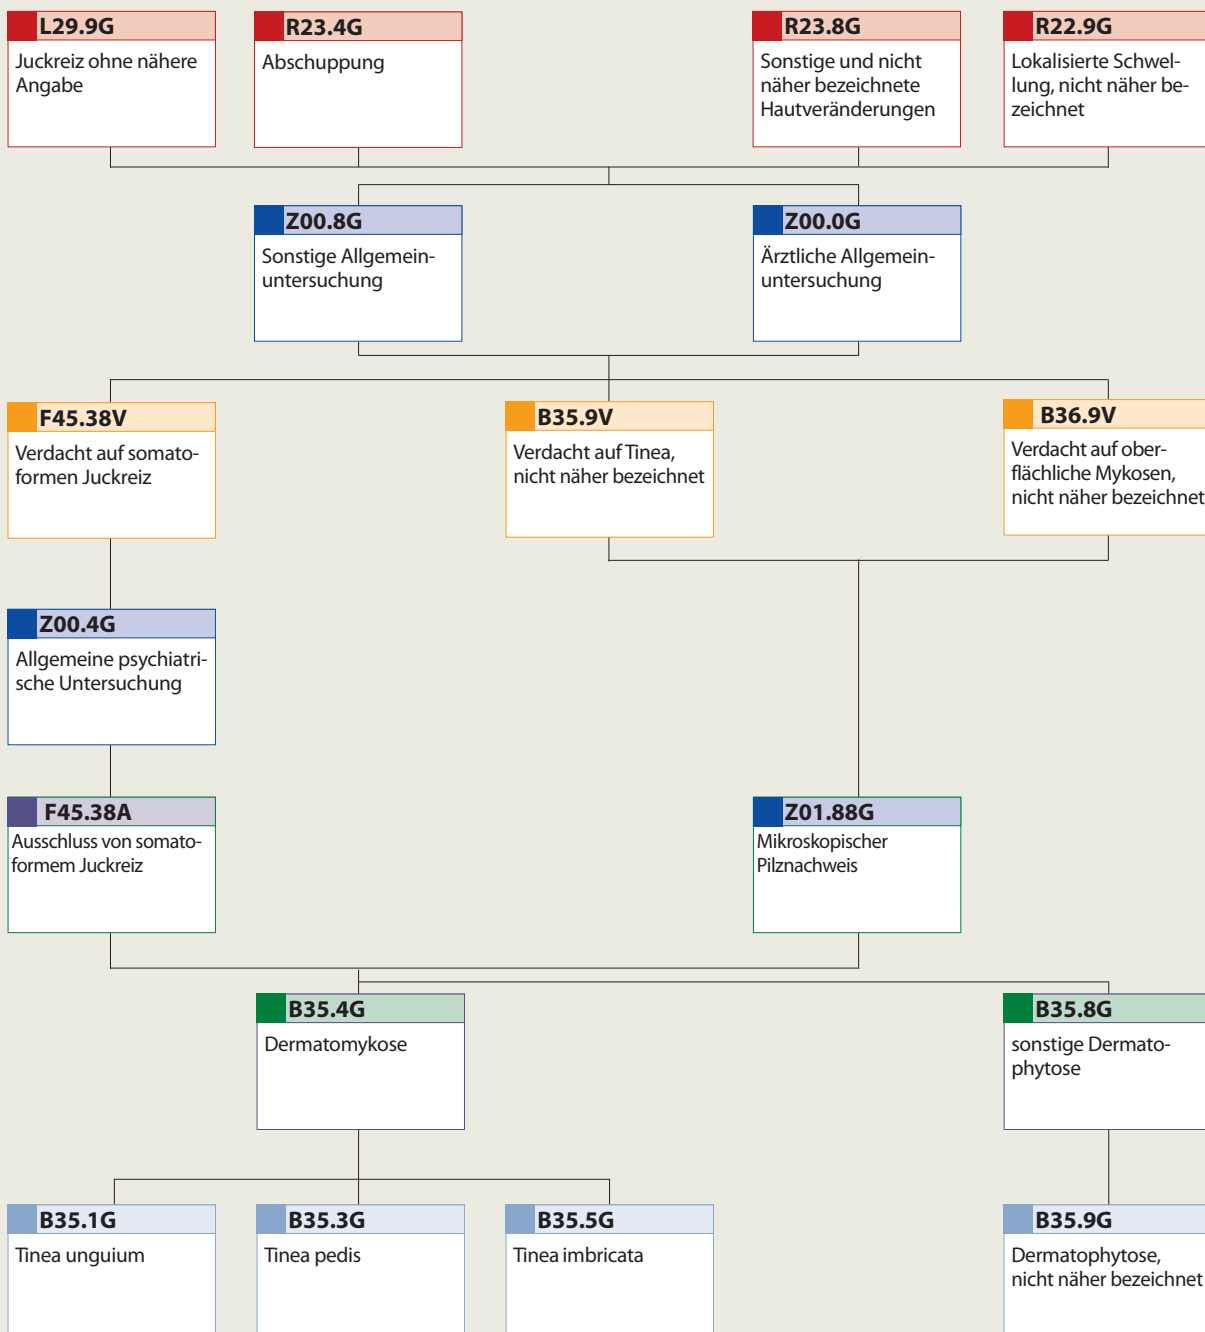 L29.9G
Juckreiz ohne nähere
Angabe
R23.4G
Abschuppung
R23.8G
Sonstige und nicht
näher bezeichnete
Hautveränderungen
R22.9G
Lokalisierte Schwel-
lung, nicht näher be-
zeichnet
Z00.8G
Sonstige Allgemein-
untersuchung
Z00.0G
Ärztliche Allgemein-
untersuchung
F45.38V
Verdacht auf somato-
formen Juckreiz
B35.9V
Verdacht auf Tinea,
nicht näher bezeichnet
B36.9V
Verdacht auf ober-
flächliche Mykosen,
nicht näher bezeichnet
Z00.4G
Allgemeine psychiatri-
sche Untersuchung
F45.38A
Ausschluss von somato-
formem Juckreiz
Z01.88G
Mikroskopischer
Pilznachweis
B35.4G
Dermatomykose
B35.8G
sonstige Dermato-
phytose
B35.1G
Tinea unguium
B35.3G
Tinea pedis
B35.5G
Tinea imbricata
B35.9G
Dermatophytose,
nicht näher bezeichnet